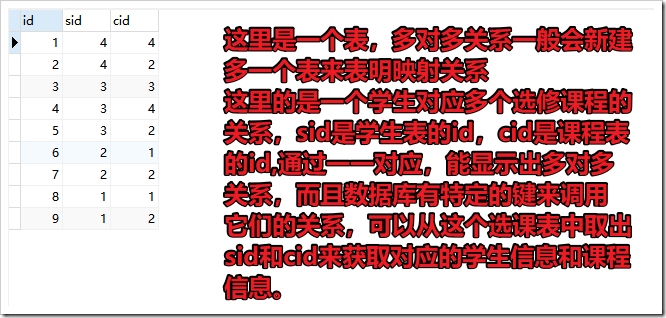 id sid cid
1 4 4
2 4 2
3 3 3
4 3 4
5 3 2
6 2 1
7 2 2
8 1 1
9 1 2
这里是一个表，多对多关系一般会新建
多一个表来表明映射关系
这里的是一个学生对应多个选修课程的
关系，sid是学生表的id，cid是课程表
的id,通过一一对应，能显示出多对多
关系，而且数据库有特定的键来调用
它们的关系，可以从这个选课表中取出
sid和cid来获取对应的学生信息和课程
信息。